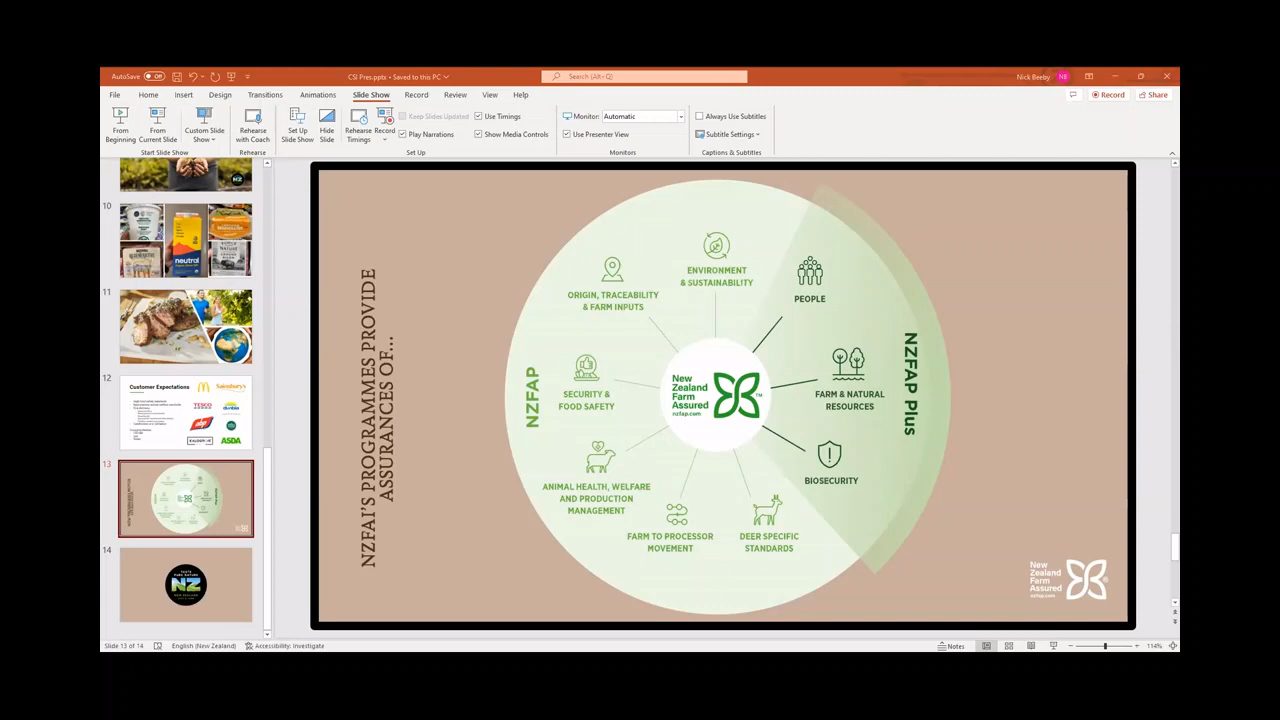 AutoSave Off
CSI Pres.pptx • Saved to this PC
Search (Alt+Q)
Nick Beeby NB
File Home Insert Design Transitions Animations Slide Show Record Review View Help
Record Share
From Beginning
From Current Slide
Custom Slide Show
Start Slide Show
Rehearse with Coach
Rehearse
Set Up Slide Show
Hide Slide
Rehearse Timings
Record
Keep Slides Updated
Play Narrations
Use Timings
Show Media Controls
Set Up
Monitor: Automatic
Use Presenter View
Monitors
Always Use Subtitles
Subtitle Settings
Captions & Subtitles
10
neutral
11
12
Customer Expectations
Sainsbury's
TESCO
dunbia
abp
ASDA
13
14
NZ
NZFAI'S PROGRAMMES PROVIDE
ASSURANCES OF...
NZFAP
ORIGIN, TRACEABILITY
& FARM INPUTS
ENVIRONMENT
& SUSTAINABILITY
PEOPLE
SECURITY &
FOOD SAFETY
New
Zealand
Farm
Assured
nzfap.com
TM
FARM & NATURAL
RESOURCES
NZFAP Plus
BIOSECURITY
ANIMAL HEALTH, WELFARE
AND PRODUCTION
MANAGEMENT
FARM TO PROCESSOR
MOVEMENT
DEER SPECIFIC
STANDARDS
New
Zealand
Farm
Assured
nzfap.com
®
Slide 13 of 14
English (New Zealand)
Accessibility: Investigate
Notes
114%